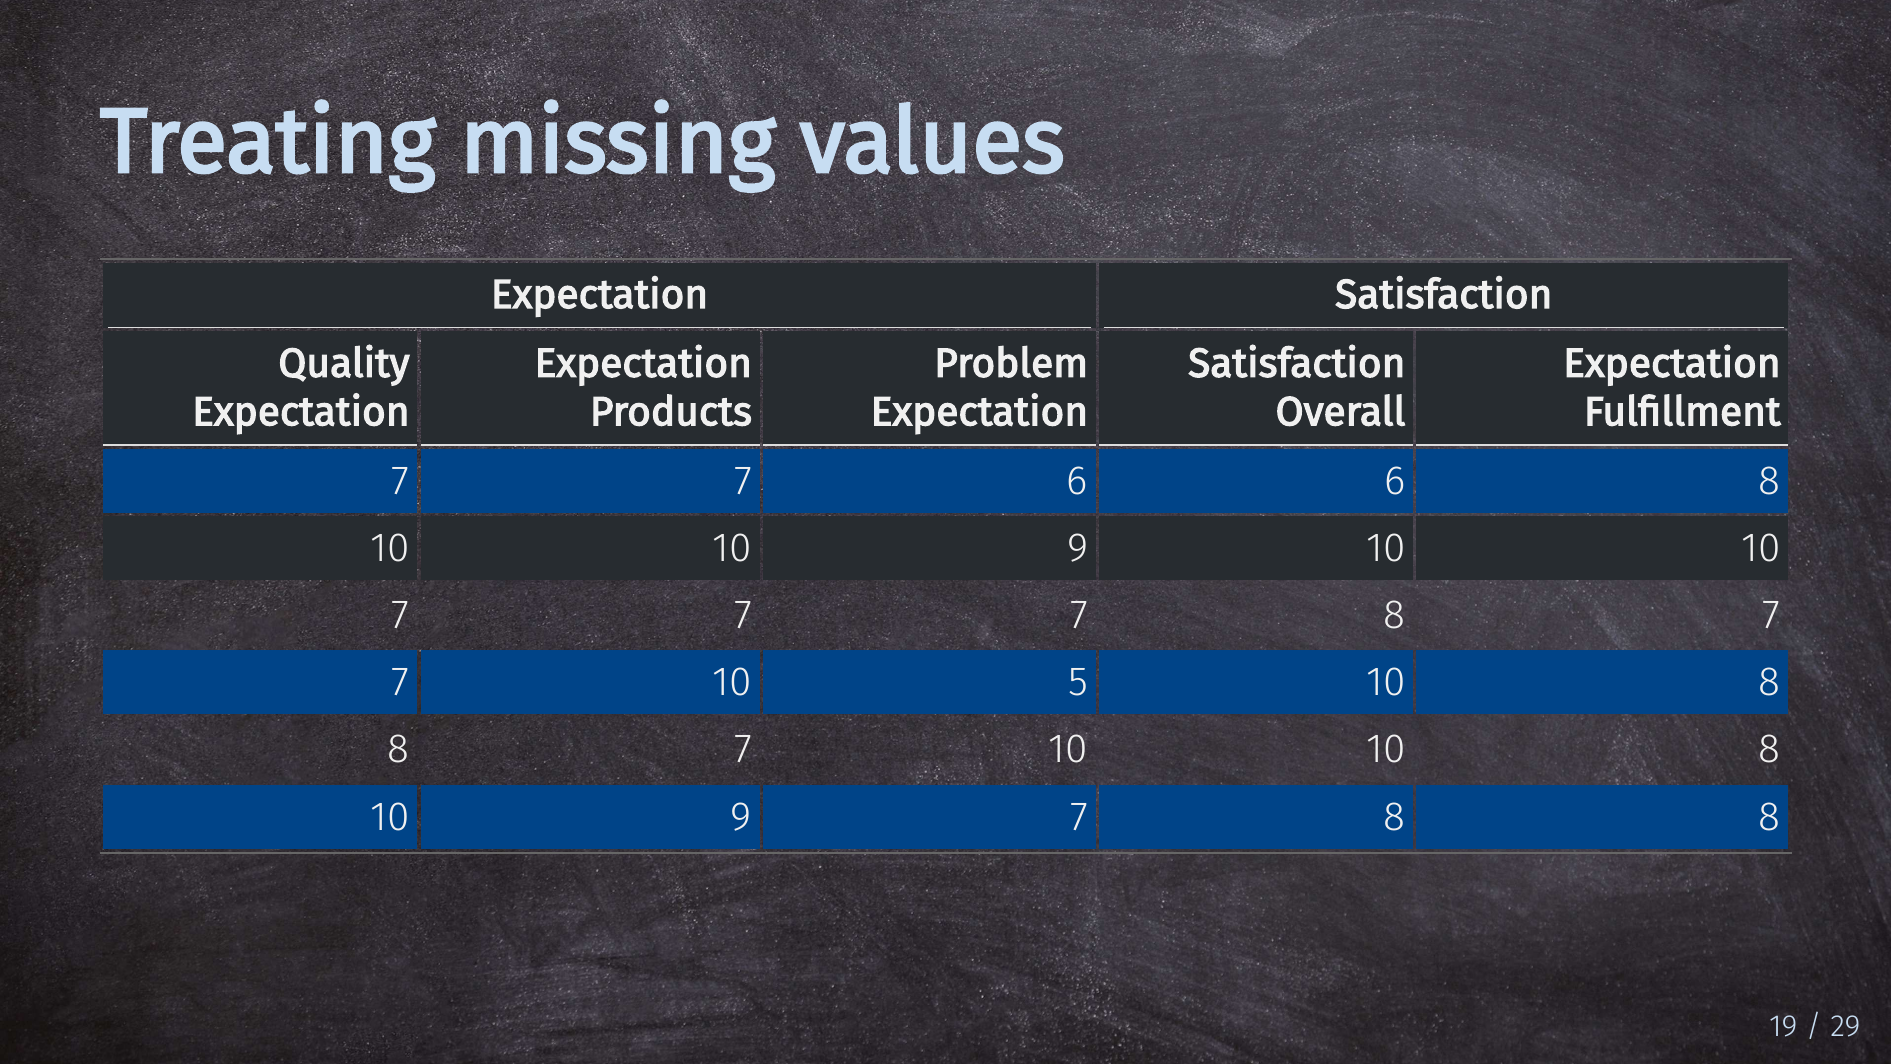 Treating missing values
Expectation Satisfaction
Quality Expectation Problem Satisfaction Expectation
Expectation Products Expectation Overall Fulfillment
7 7 6 6 8
10 10 9 10 10
7 7 7 8 7
7 10 5 10 8
8 7 10 10 8
10 9 7 8 8
19 / 29